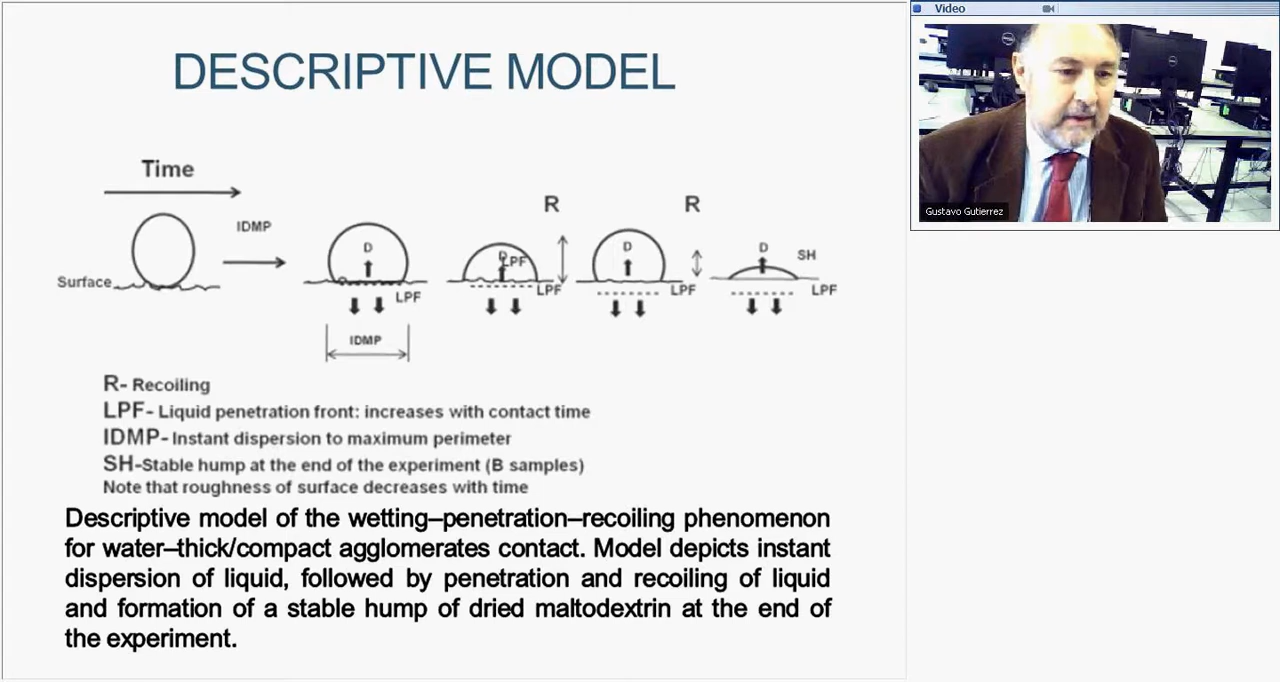 DESCRIPTIVE MODEL
Video
Time
R
R
IDMP
D
D
LPF
D
D
SH
Surface
LPF
LPF
LPF
LPF
IDMP
Gustavo Gutierrez
R- Recoiling
LPF- Liquid penetration front: increases with contact time
IDMP- Instant dispersion to maximum perimeter
SH-Stable hump at the end of the experiment (B samples)
Note that roughness of surface decreases with time
Descriptive model of the wetting–penetration–recoiling phenomenon
for water–thick/compact agglomerates contact. Model depicts instant
dispersion of liquid, followed by penetration and recoiling of liquid
and formation of a stable hump of dried maltodextrin at the end of
the experiment.